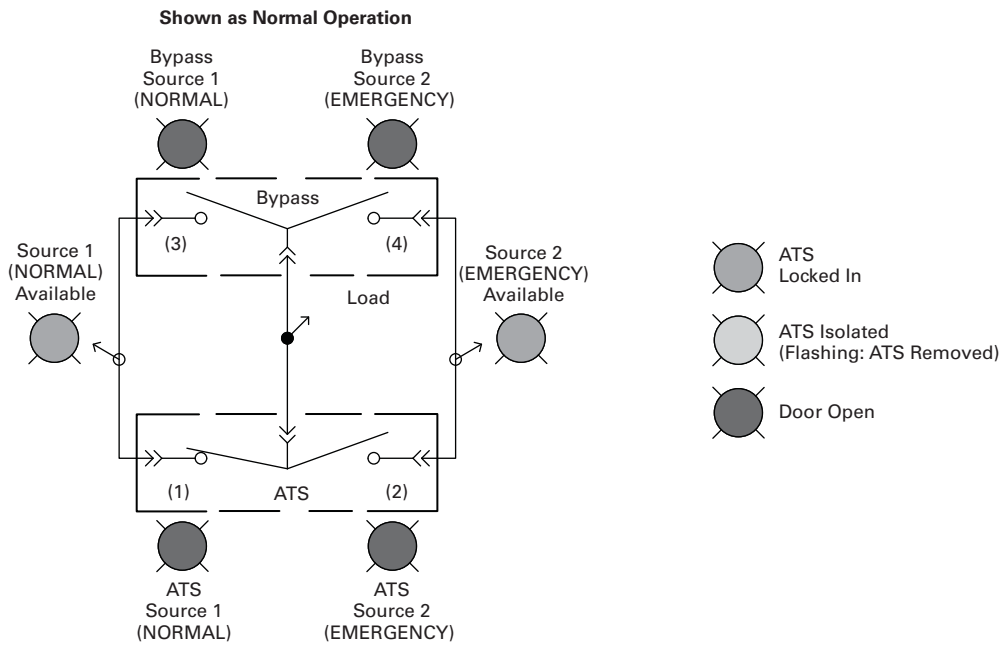 Shown as Normal Operation
Bypass
Source 1
(NORMAL)
Bypass
Source 2
(EMERGENCY)
Bypass
(3)
(4)
Source 1
(NORMAL)
Available
Source 2
(EMERGENCY)
Available
Load
(1)
ATS
(2)
ATS
Source 1
(NORMAL)
ATS
Source 2
(EMERGENCY)
ATS
Locked In
ATS Isolated
(Flashing: ATS Removed)
Door Open